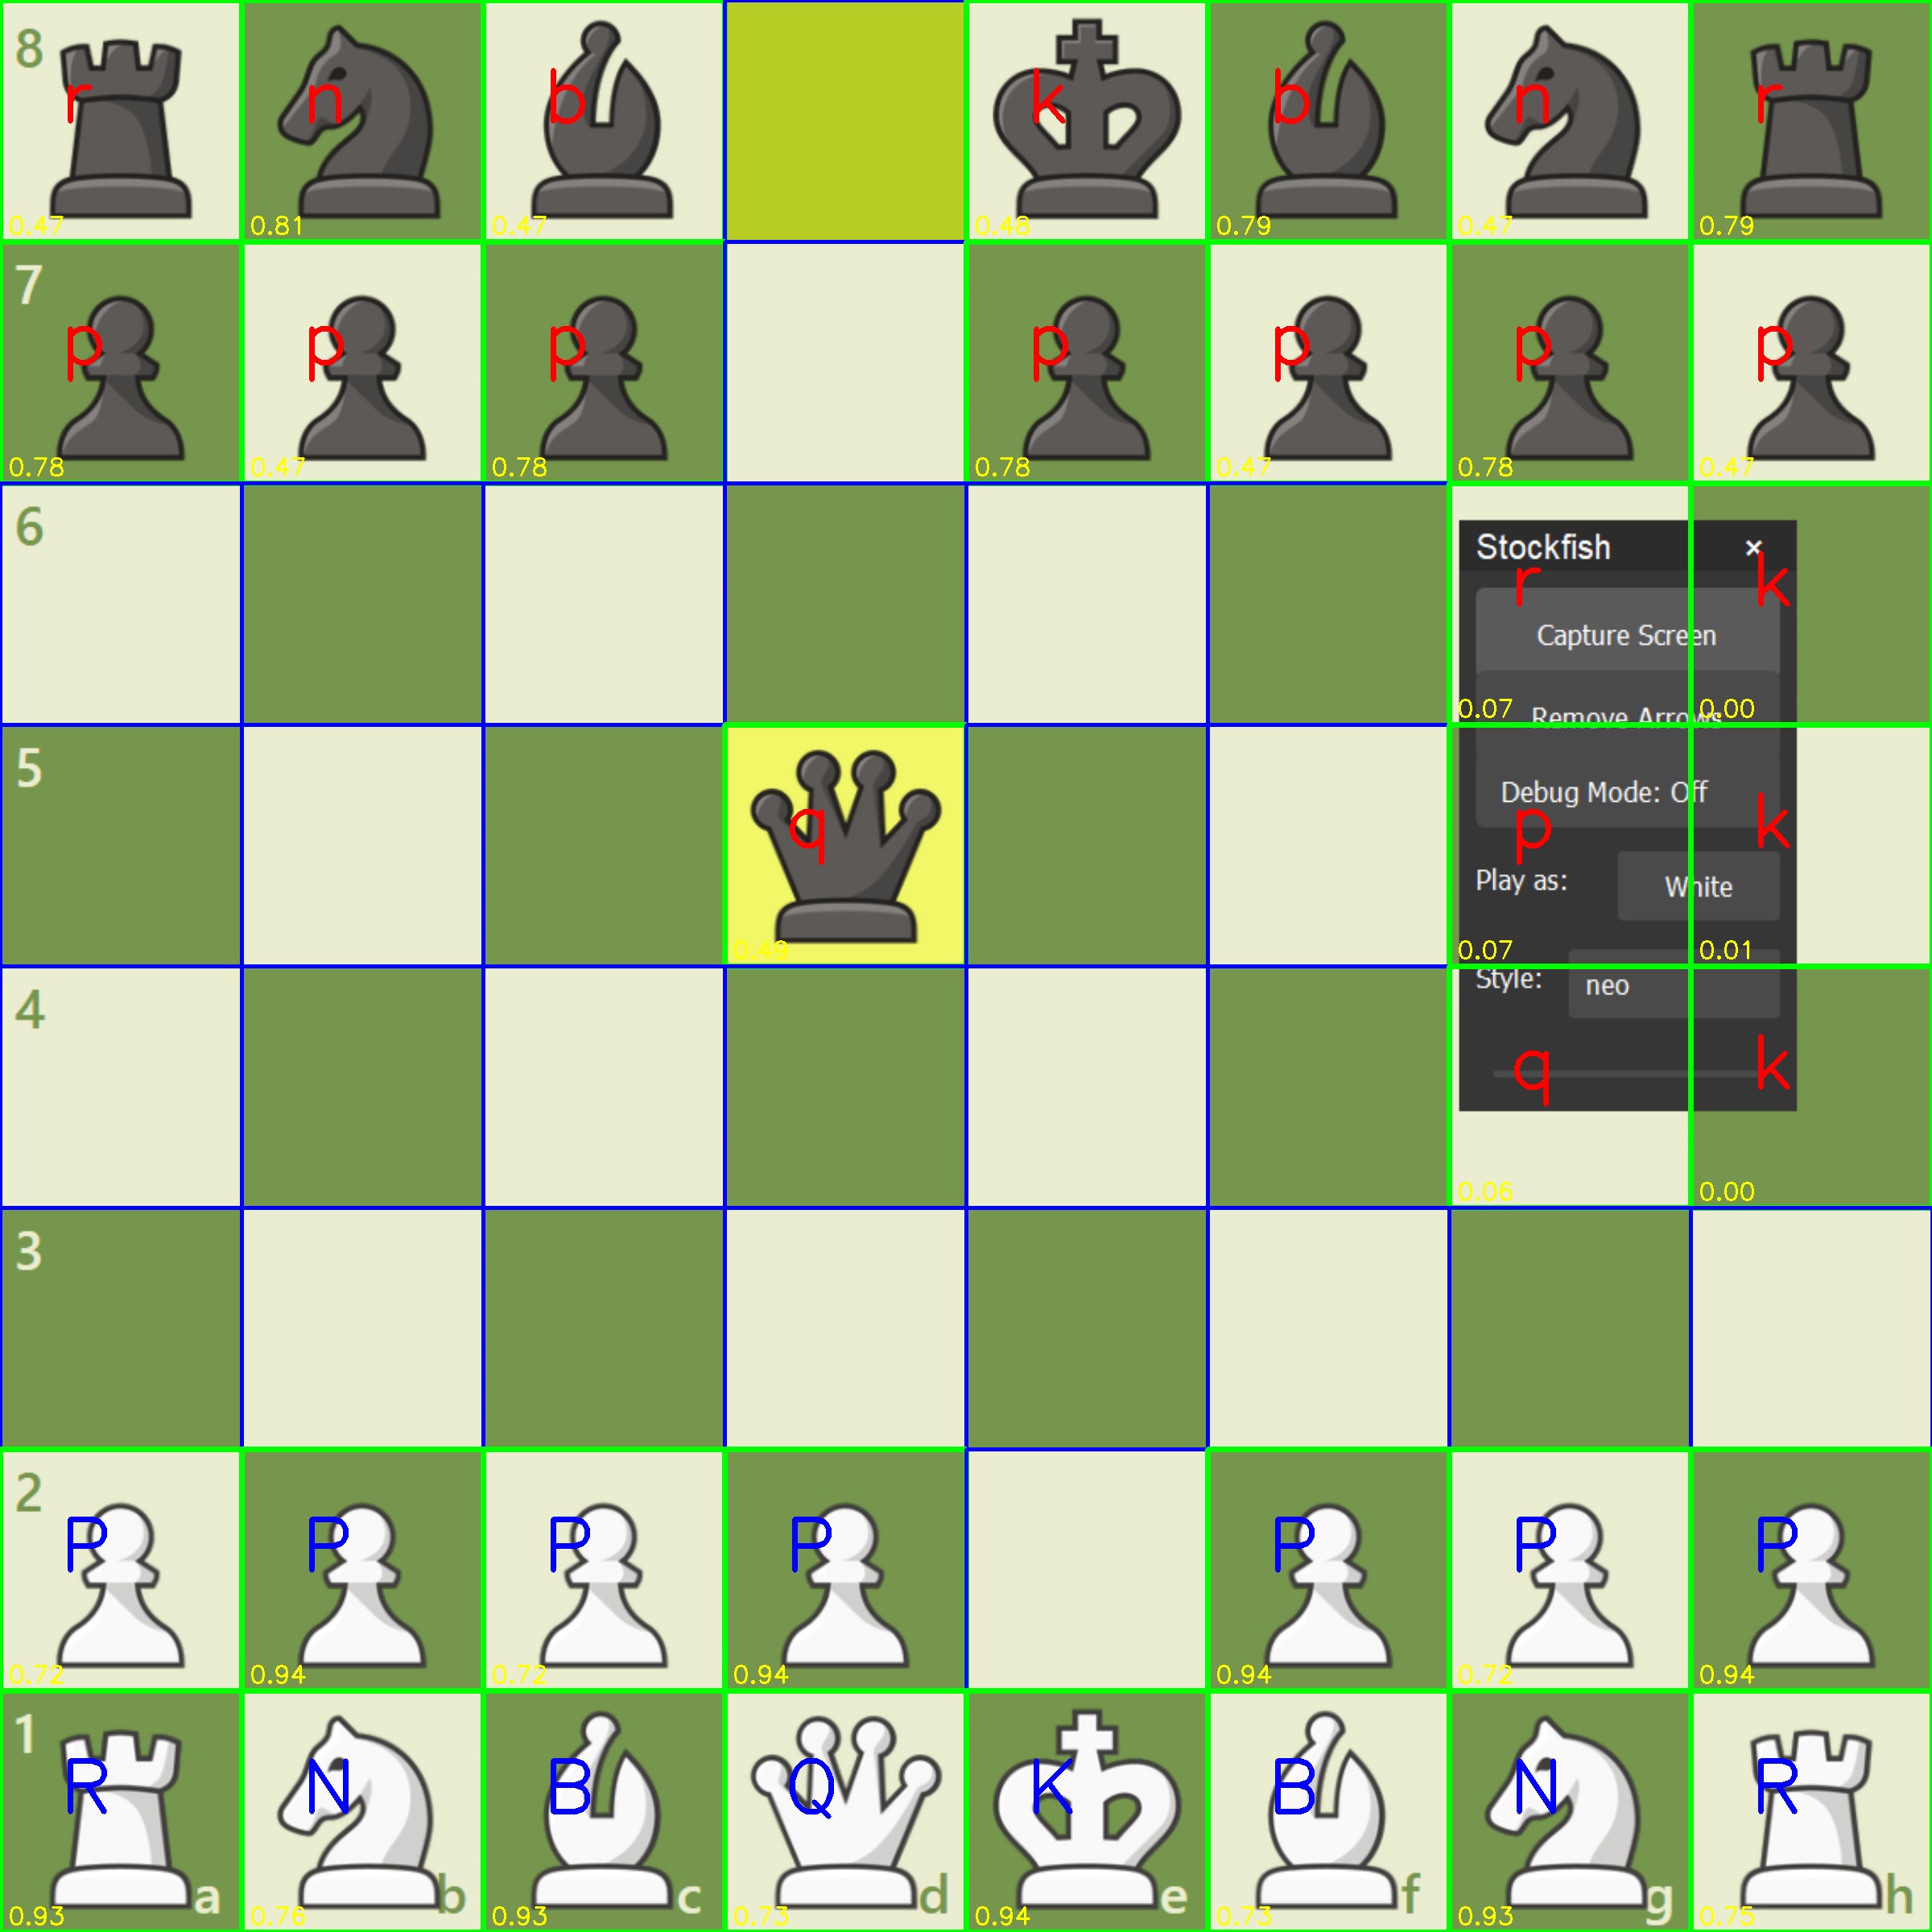 8 r n b k b n r
0.47 0.81 0.47 0.48 0.79 0.47 0.79
7 p p p p p p p
0.78 0.47 0.78 0.78 0.47 0.78 0.47
6
Stockfish ×
r k
Capture Screen
0.07 0.00
Remove Arrows
5
Debug Mode: Off
q p k
Play as: White
0.49 0.07 0.01
Style: neo
4
q k
0.06 0.00
3
2 P P P P P P P
0.72 0.94 0.72 0.94 0.94 0.72 0.94
1 R N B Q K B N R
a b c d e f g h
0.93 0.76 0.93 0.73 0.94 0.73 0.93 0.75